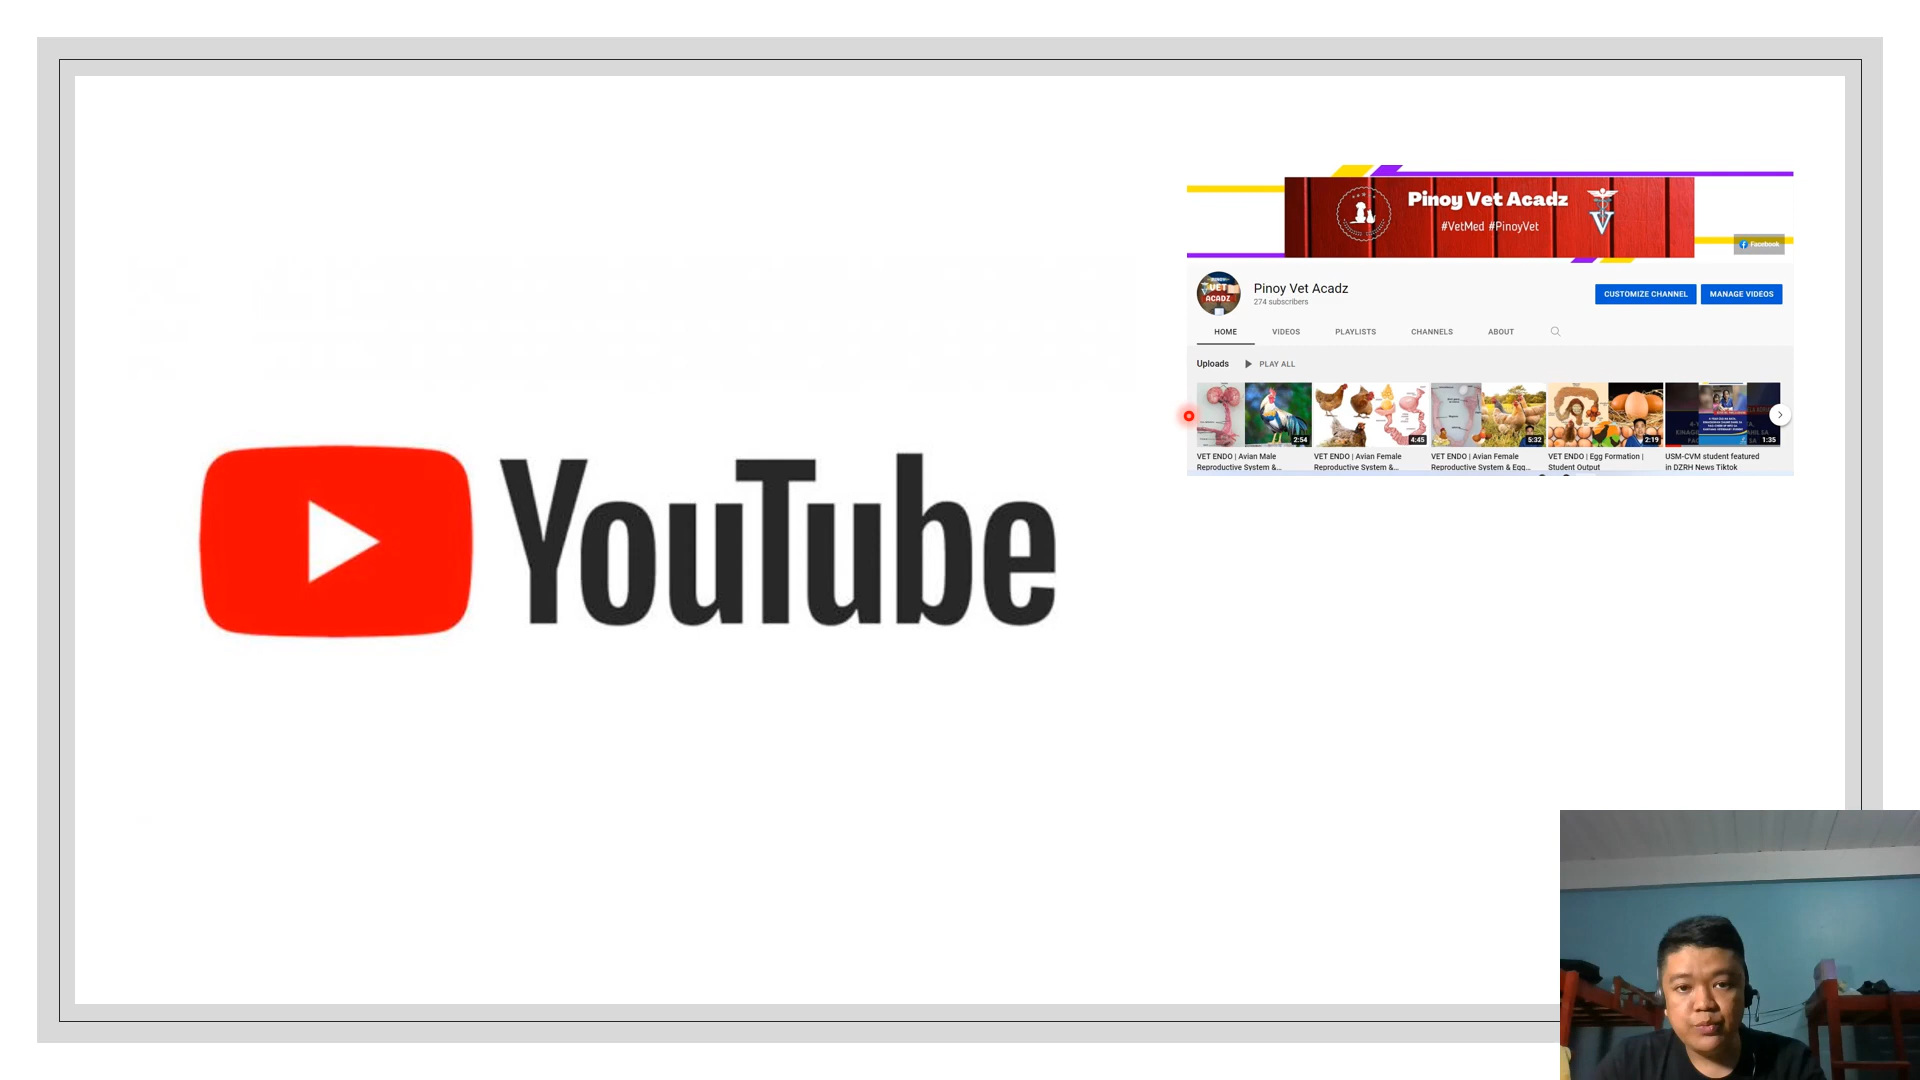 YouTube
Pinoy Vet Acadz
#VetMed #PinoyVet
Facebook
VET
ACADZ
Pinoy Vet Acadz
274 subscribers
CUSTOMIZE CHANNEL
MANAGE VIDEOS
HOME
VIDEOS
PLAYLISTS
CHANNELS
ABOUT
Uploads
PLAY ALL
2:54
4:45
5:32
2:19
1:35
VET ENDO | Avian Male
Reproductive System &...
VET ENDO | Avian Female
Reproductive System &...
VET ENDO | Avian Female
Reproductive System & Egg...
VET ENDO | Egg Formation |
Student Output
USM-CVM student featured
in DZRH News Tiktok